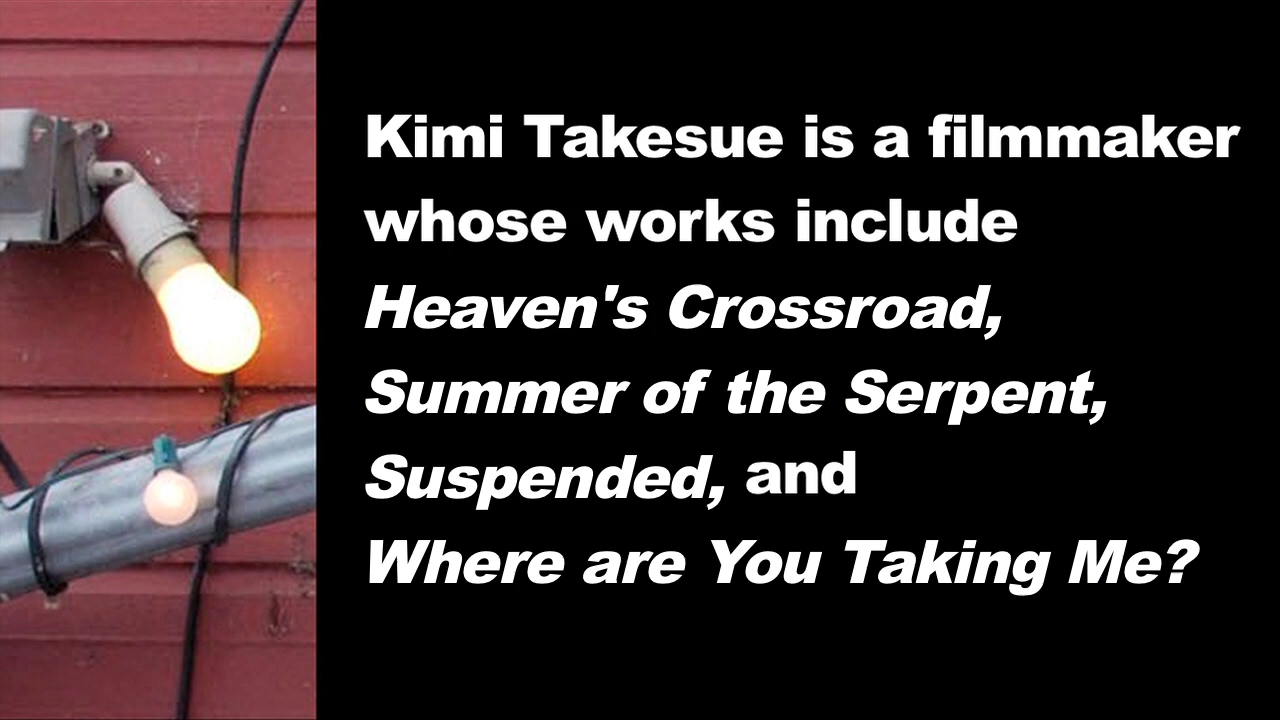 Kimi Takesue is a filmmaker
whose works include
Heaven's Crossroad,
Summer of the Serpent,
Suspended, and
Where are You Taking Me?